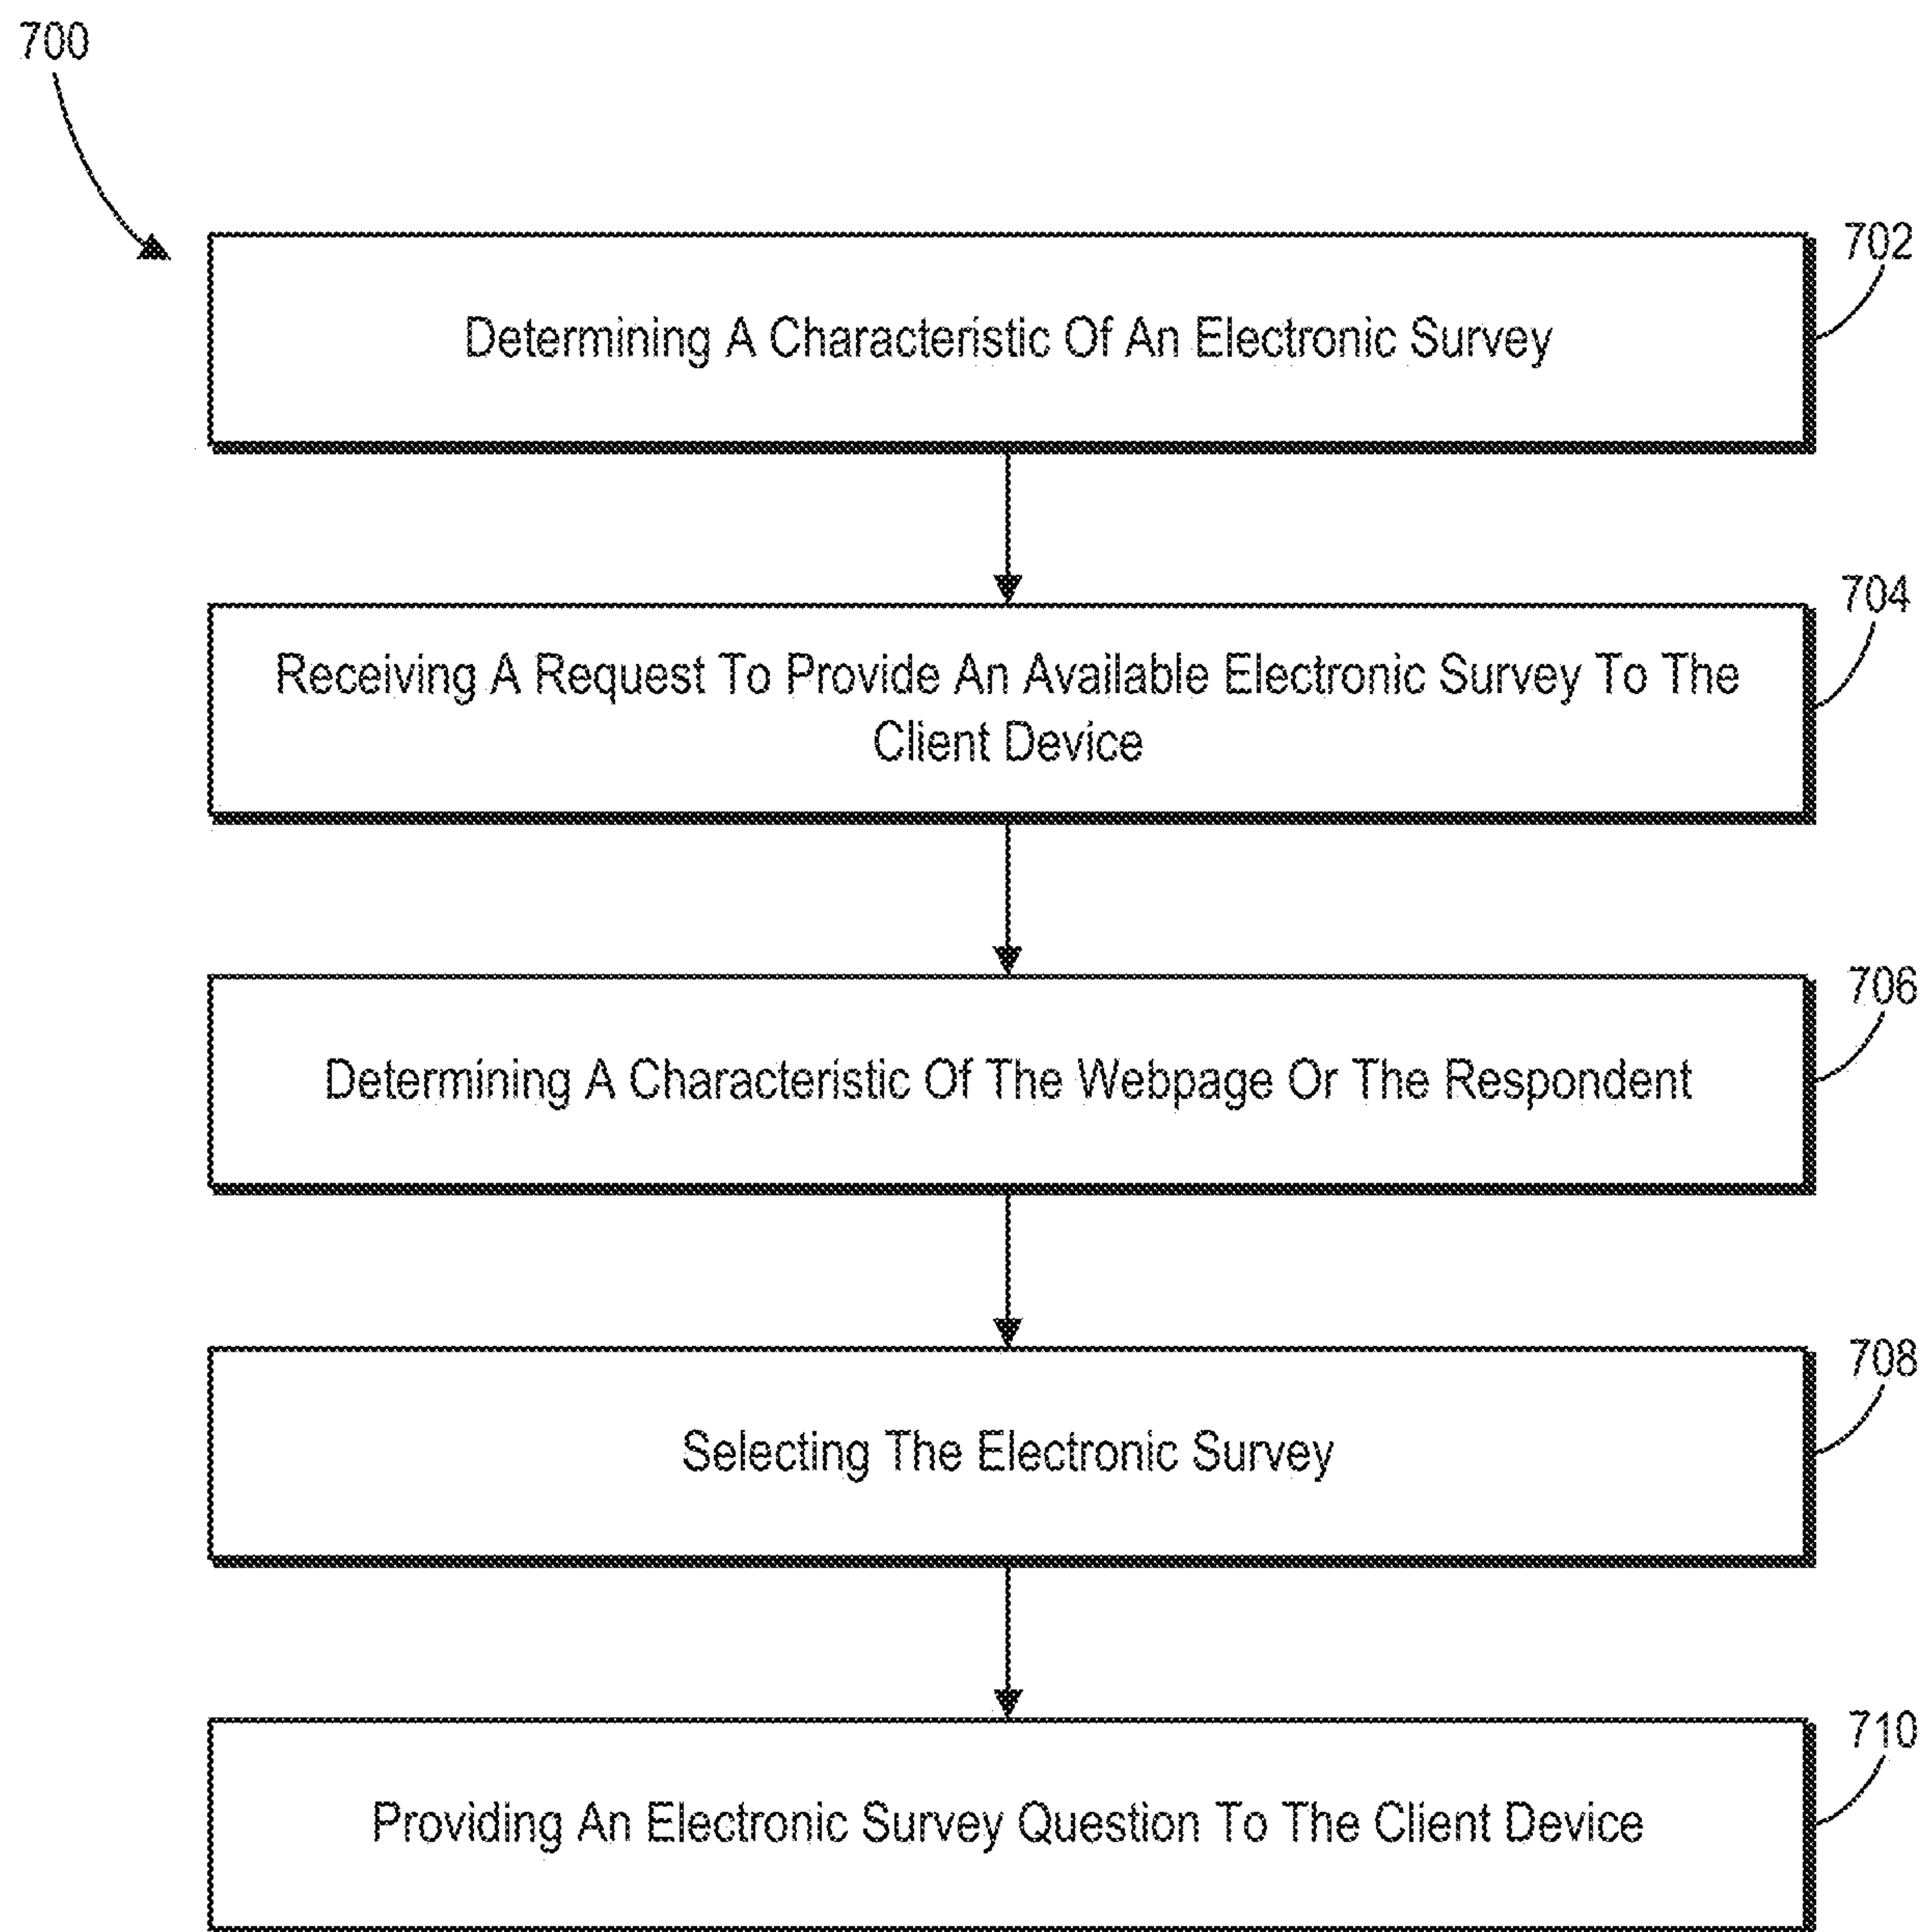 700
702
Determining A Characteristic Of An Electronic Survey
704
Receiving A Request To Provide An Available Electronic Survey To The
Client Device
706
Determining A Characteristic Of The Webpage Or The Respondent
708
Selecting The Electronic Survey
710
Providing An Electronic Survey Question To The Client Device